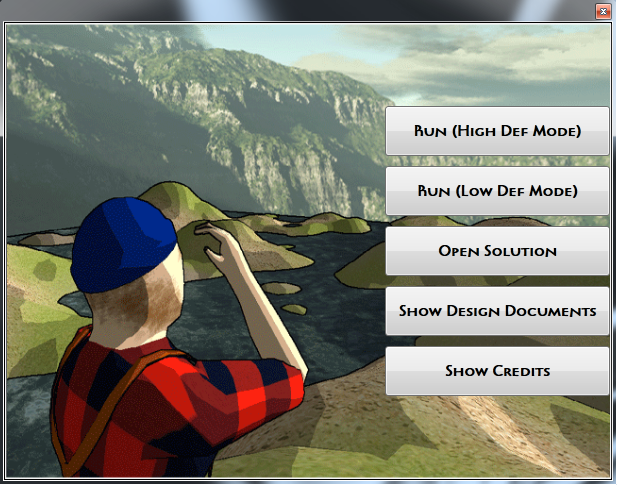 Run (High Def Mode)
Run (Low Def Mode)
Open Solution
Show Design Documents
Show Credits